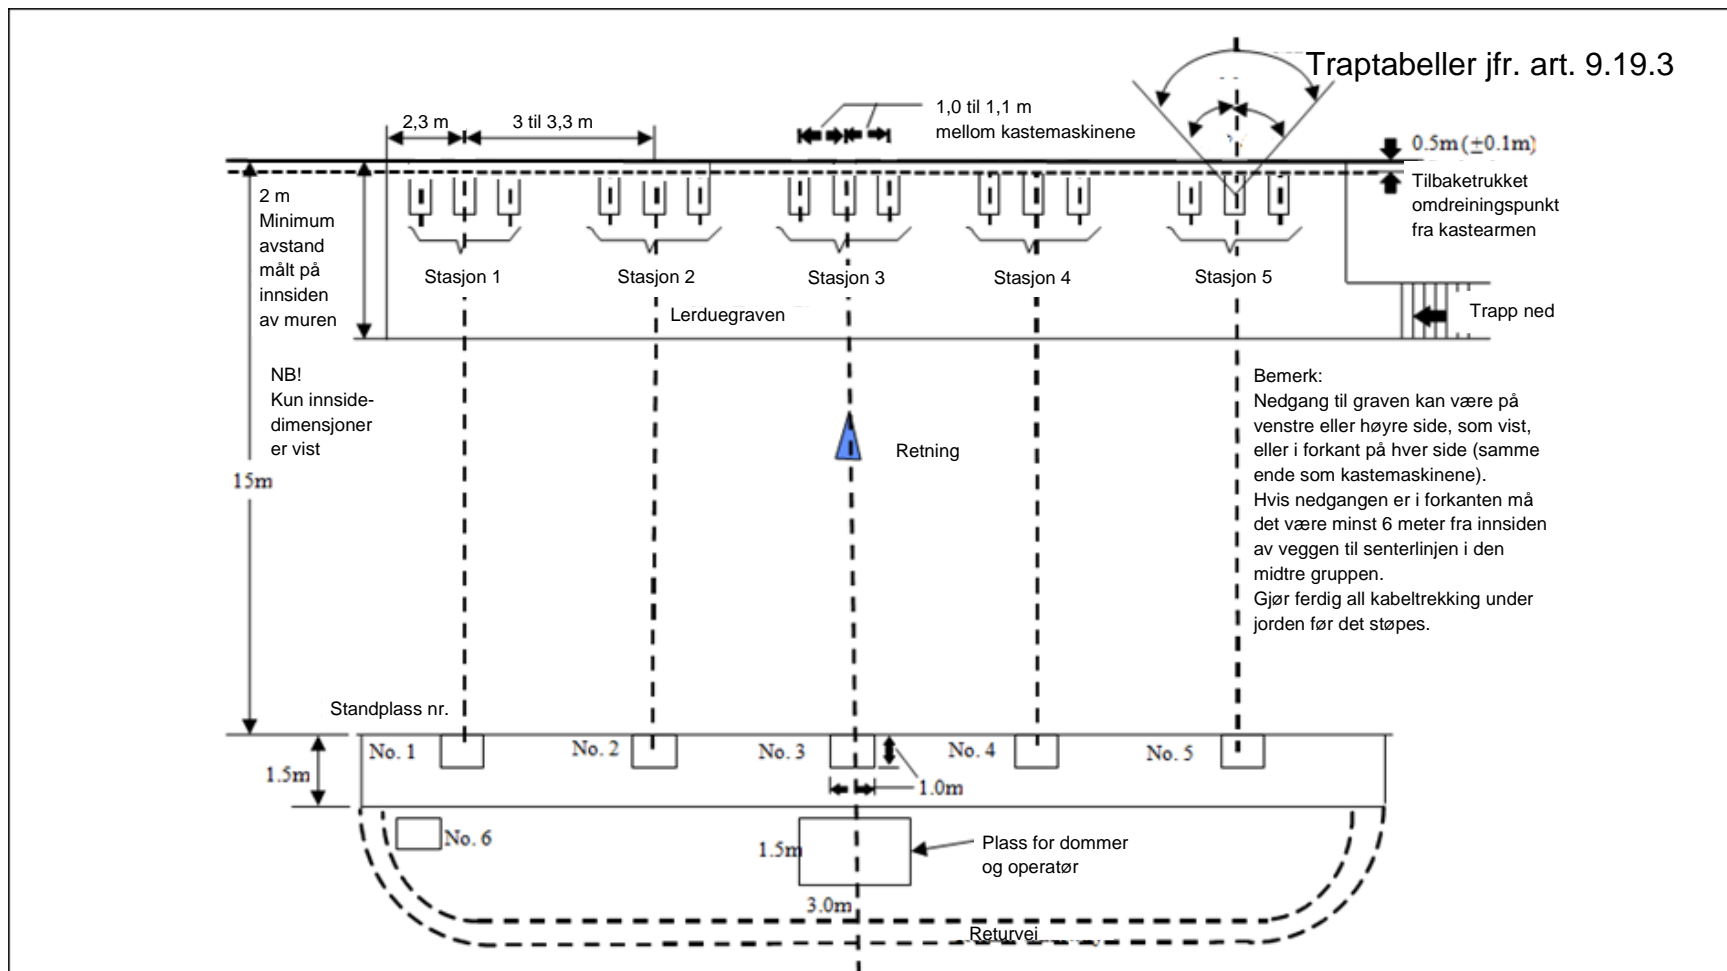 Traptabeller jfr. art. 9.19.3
2,3 m
3 til 3,3 m
1,0 til 1,1 m
mellom kastemaskinene
0.5m (±0.1m)
Tilbaketrukket
omdreiningspunkt
fra kastearmen
2 m
Minimum
avstand
målt på
innsiden
av muren
Stasjon 1
Stasjon 2
Stasjon 3
Stasjon 4
Stasjon 5
Lerduegraven
Trapp ned
NB!
Kun innside-
dimensjoner
er vist
15m
Retning
Bemerk:
Nedgang til graven kan være på
venstre eller høyre side, som vist,
eller i forkant på hver side (samme
ende som kastemaskinene).
Hvis nedgangen er i forkanten må
det være minst 6 meter fra innsiden
av veggen til senterlinjen i den
midtre gruppen.
Gjør ferdig all kabeltrekking under
jorden før det støpes.
Standplass nr.
No. 1
No. 2
No. 3
No. 4
No. 5
1.5m
1.0m
No. 6
1.5m
Plass for dommer
og operatør
3.0m
Returvei